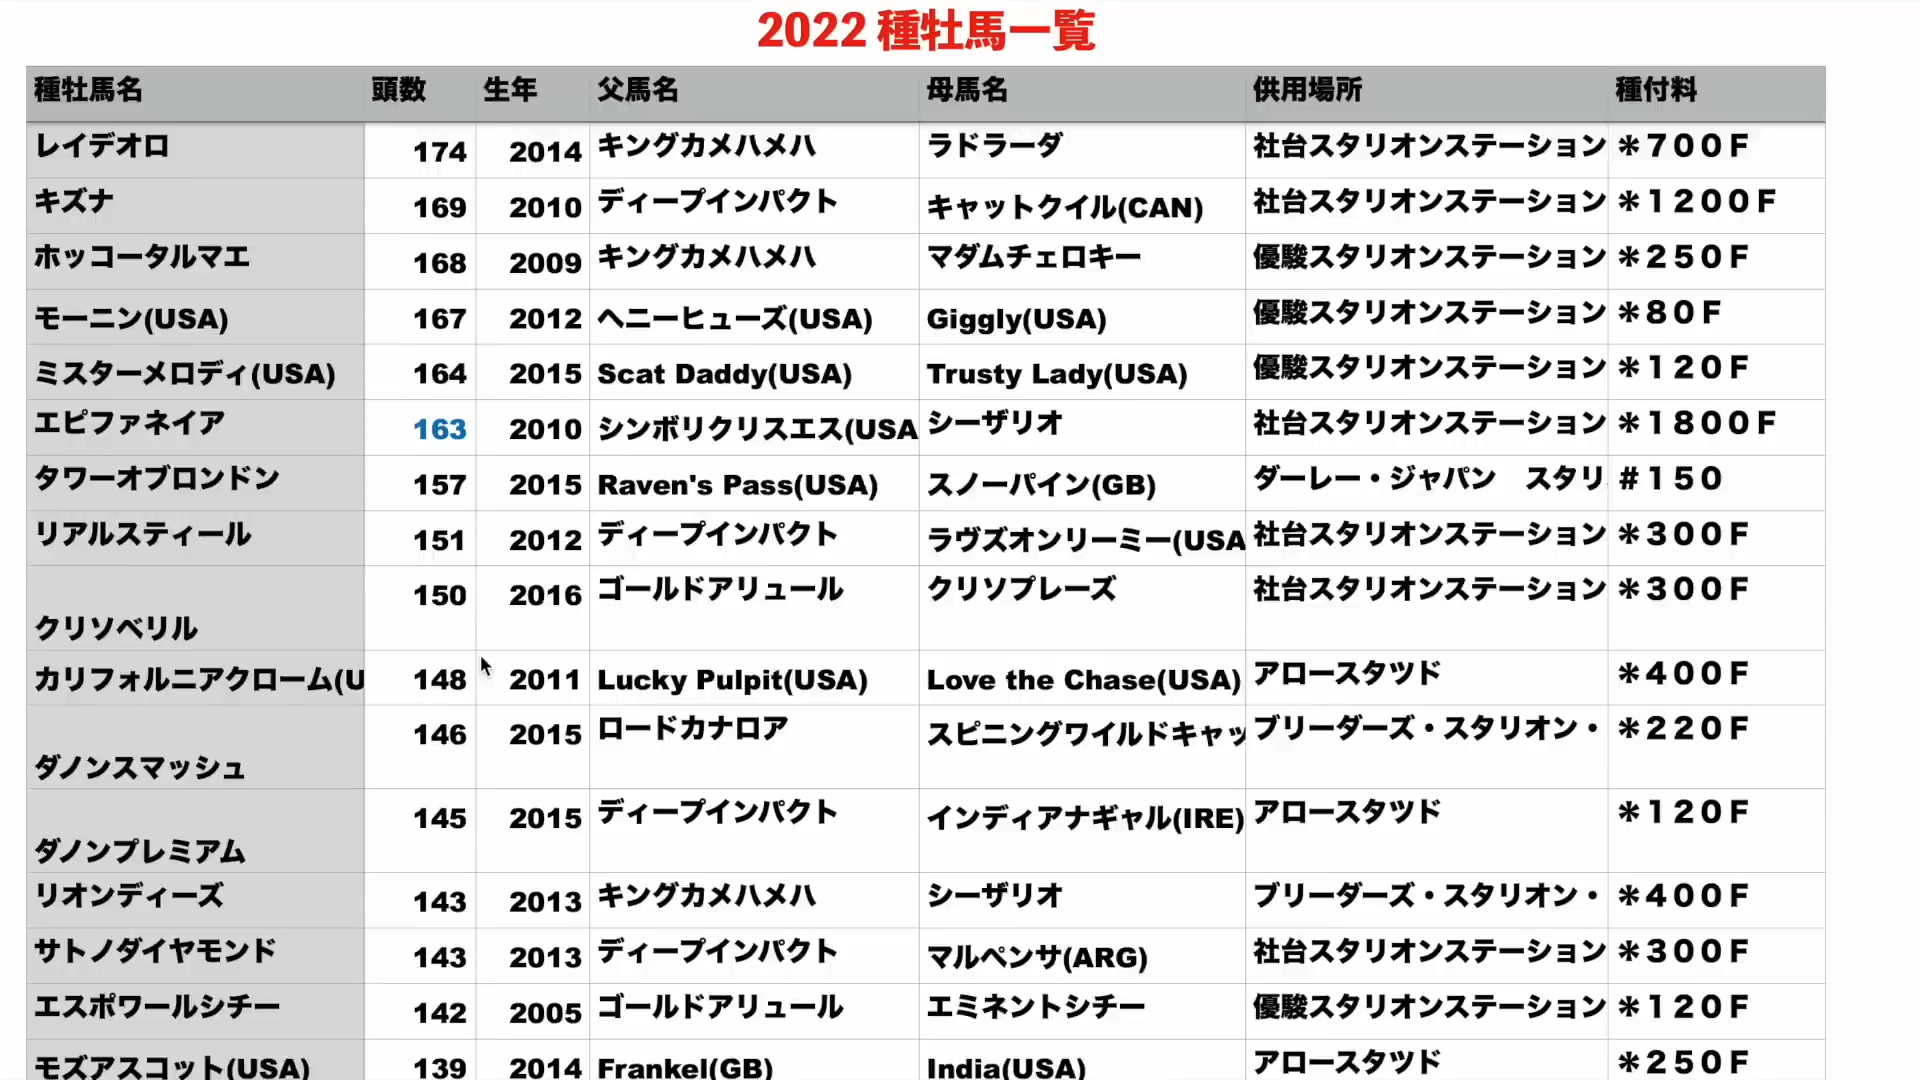 2022 種牡馬一覧
種牡馬名 頭数 生年 父馬名 母馬名 供用場所 種付料
レイデオロ 174 2014 キングカメハメハ ラドラーダ 社台スタリオンステーション ＊７００Ｆ
キズナ 169 2010 ディープインパクト キャットクイル(CAN) 社台スタリオンステーション ＊１２００Ｆ
ホッコータルマエ 168 2009 キングカメハメハ マダムチェロキー 優駿スタリオンステーション ＊２５０Ｆ
モーニン(USA) 167 2012 ヘニーヒューズ(USA) Giggly(USA) 優駿スタリオンステーション ＊８０Ｆ
ミスターメロディ(USA) 164 2015 Scat Daddy(USA) Trusty Lady(USA) 優駿スタリオンステーション ＊１２０Ｆ
エピファネイア 163 2010 シンボリクリスエス(USA シーザリオ 社台スタリオンステーション ＊１８００Ｆ
タワーオブロンドン 157 2015 Raven's Pass(USA) スノーパイン(GB) ダーレー・ジャパン　スタリ ＃１５０
リアルスティール 151 2012 ディープインパクト ラヴズオンリーミー(USA 社台スタリオンステーション ＊３００Ｆ
クリソベリル 150 2016 ゴールドアリュール クリソプレーズ 社台スタリオンステーション ＊３００Ｆ
カリフォルニアクローム(U 148 2011 Lucky Pulpit(USA) Love the Chase(USA) アロースタツド ＊４００Ｆ
ダノンスマッシュ 146 2015 ロードカナロア スピニングワイルドキャッ ブリーダーズ・スタリオン・ ＊２２０Ｆ
ダノンプレミアム 145 2015 ディープインパクト インディアナギャル(IRE) アロースタツド ＊１２０Ｆ
リオンディーズ 143 2013 キングカメハメハ シーザリオ ブリーダーズ・スタリオン・ ＊４００Ｆ
サトノダイヤモンド 143 2013 ディープインパクト マルペンサ(ARG) 社台スタリオンステーション ＊３００Ｆ
エスポワールシチー 142 2005 ゴールドアリュール エミネントシチー 優駿スタリオンステーション ＊１２０Ｆ
モズアスコット(USA) 139 2014 Frankel(GB) India(USA) アロースタツド ＊２５０Ｆ